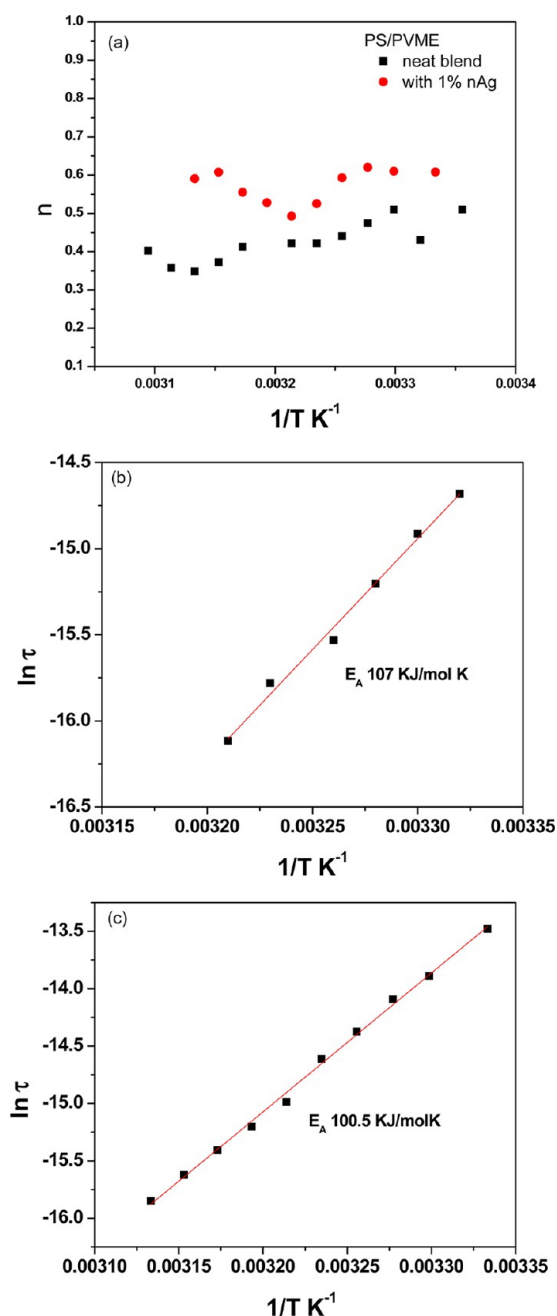 (a)
PS/PVME
neat blend
with 1% nAg
1.0
0.9
0.8
0.7
0.6
0.5
0.4
0.3
0.2
0.1
n
0.0031
0.0032
0.0033
0.0034
1/T K⁻¹
(b)
-14.5
-15.0
-15.5
-16.0
-16.5
ln τ
E_A 107 KJ/mol K
0.00315
0.00320
0.00325
0.00330
0.00335
1/T K⁻¹
(c)
-13.5
-14.0
-14.5
-15.0
-15.5
-16.0
ln τ
E_A 100.5 KJ/molK
0.00310
0.00315
0.00320
0.00325
0.00330
0.00335
1/T K⁻¹